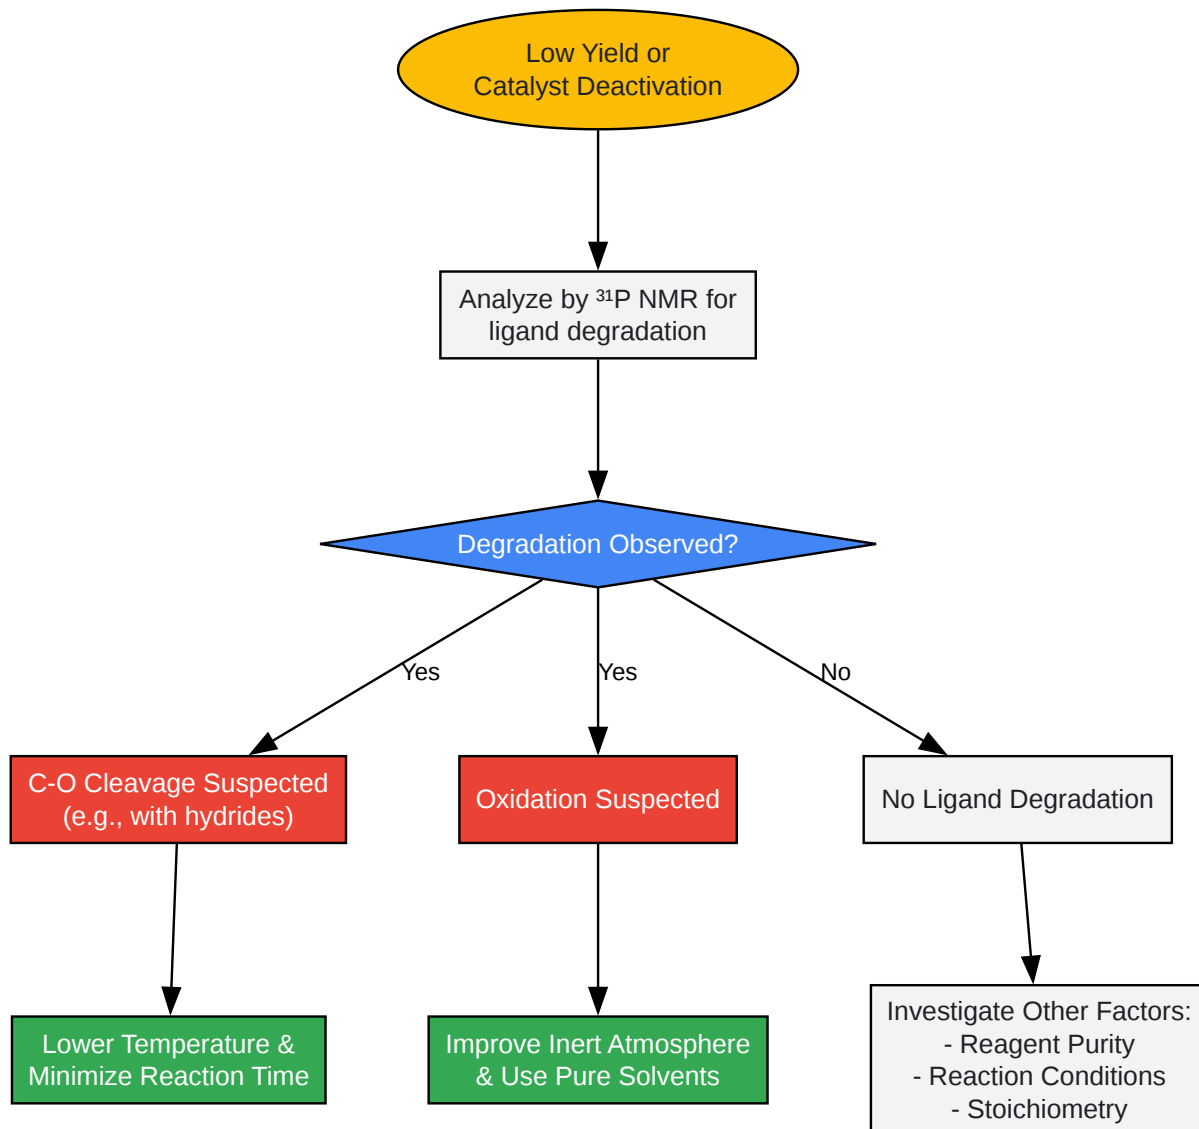 Low Yield or
Catalyst Deactivation
Analyze by ³¹P NMR for
ligand degradation
Degradation Observed?
Yes
Yes
No
C-O Cleavage Suspected
(e.g., with hydrides)
Oxidation Suspected
No Ligand Degradation
Lower Temperature &
Minimize Reaction Time
Improve Inert Atmosphere
& Use Pure Solvents
Investigate Other Factors:
- Reagent Purity
- Reaction Conditions
- Stoichiometry